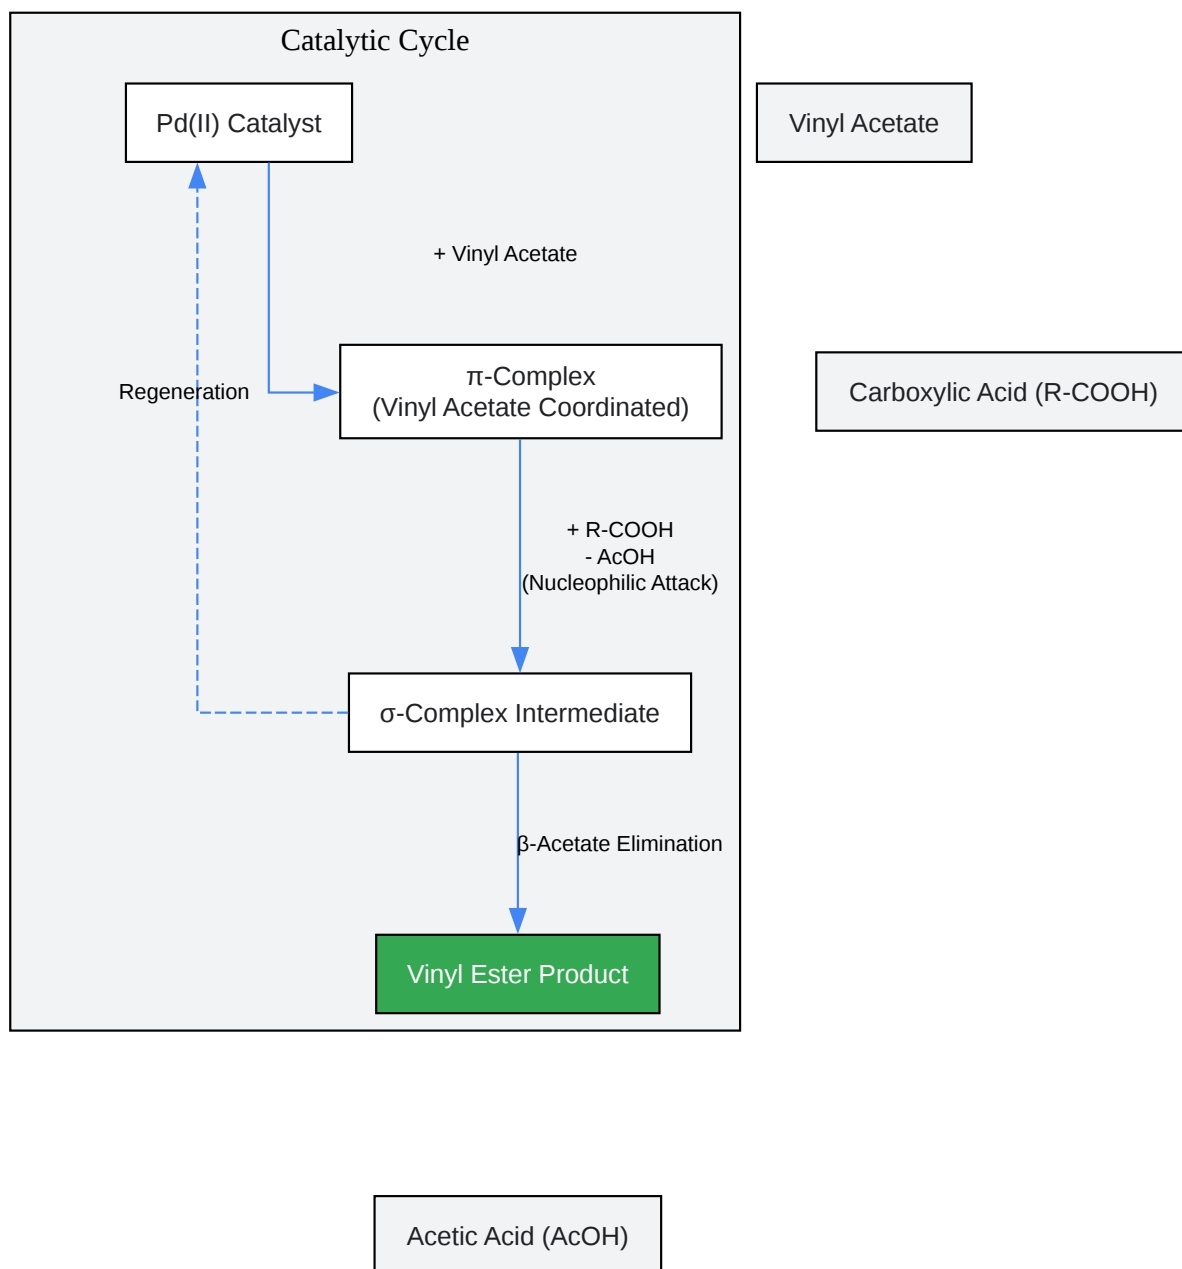 Catalytic Cycle
Pd(II) Catalyst
Vinyl Acetate
+ Vinyl Acetate
π-Complex
(Vinyl Acetate Coordinated)
Regeneration
Carboxylic Acid (R-COOH)
+ R-COOH
- AcOH
(Nucleophilic Attack)
σ-Complex Intermediate
β-Acetate Elimination
Vinyl Ester Product
Acetic Acid (AcOH)